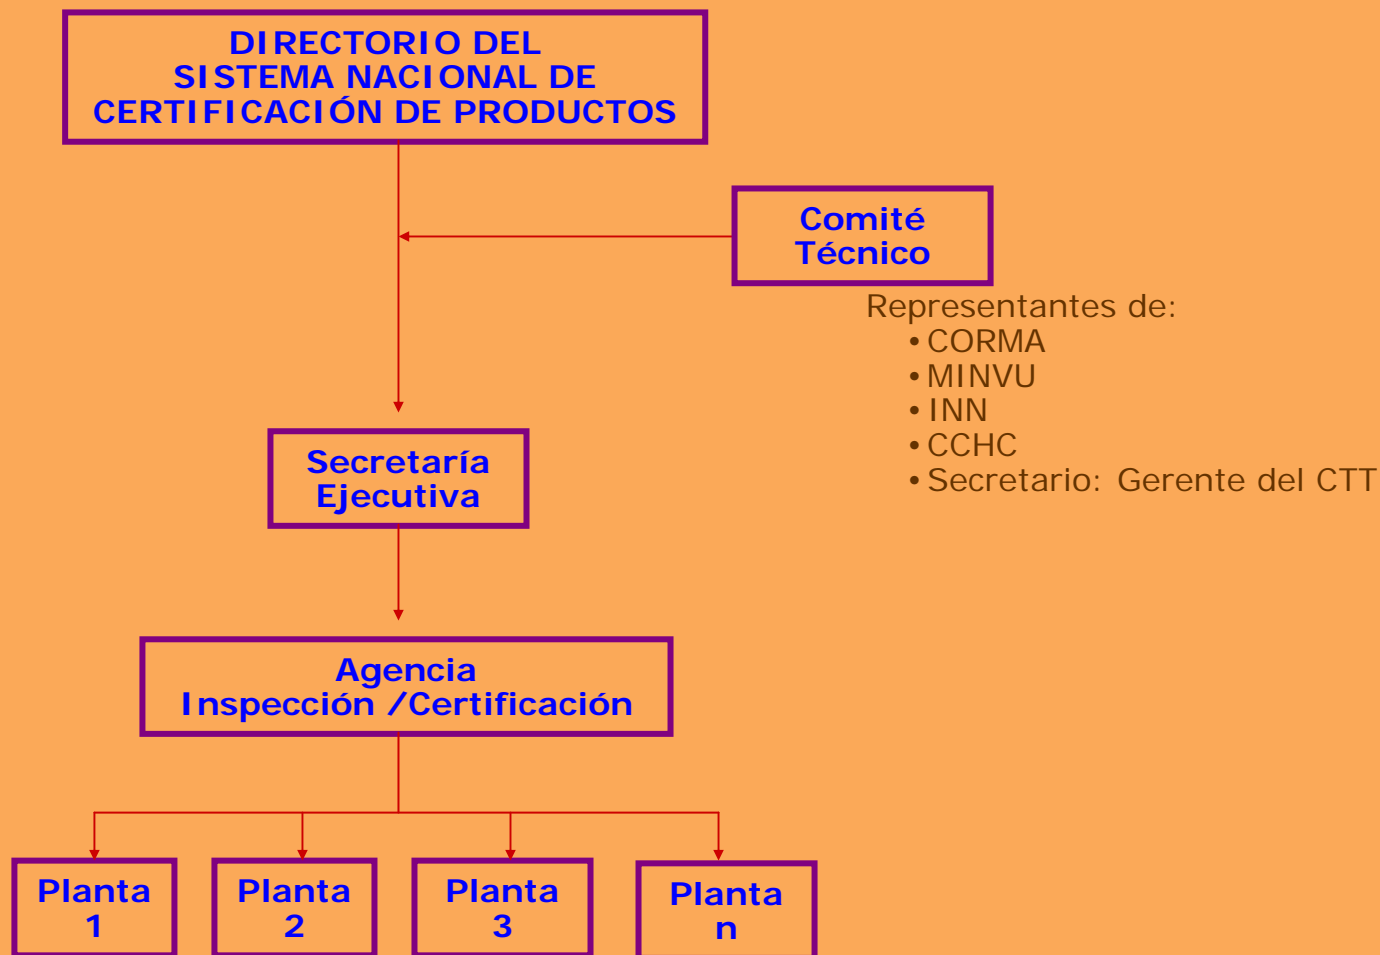 DIRECTORIO DEL
SISTEMA NACIONAL DE
CERTIFICACIÓN DE PRODUCTOS
Comité
Técnico
Representantes de:
• CORMA
• MINVU
• INN
• CCHC
• Secretario: Gerente del CTT
Secretaría
Ejecutiva
Agencia
Inspección /Certificación
Planta
1
Planta
2
Planta
3
Planta
n